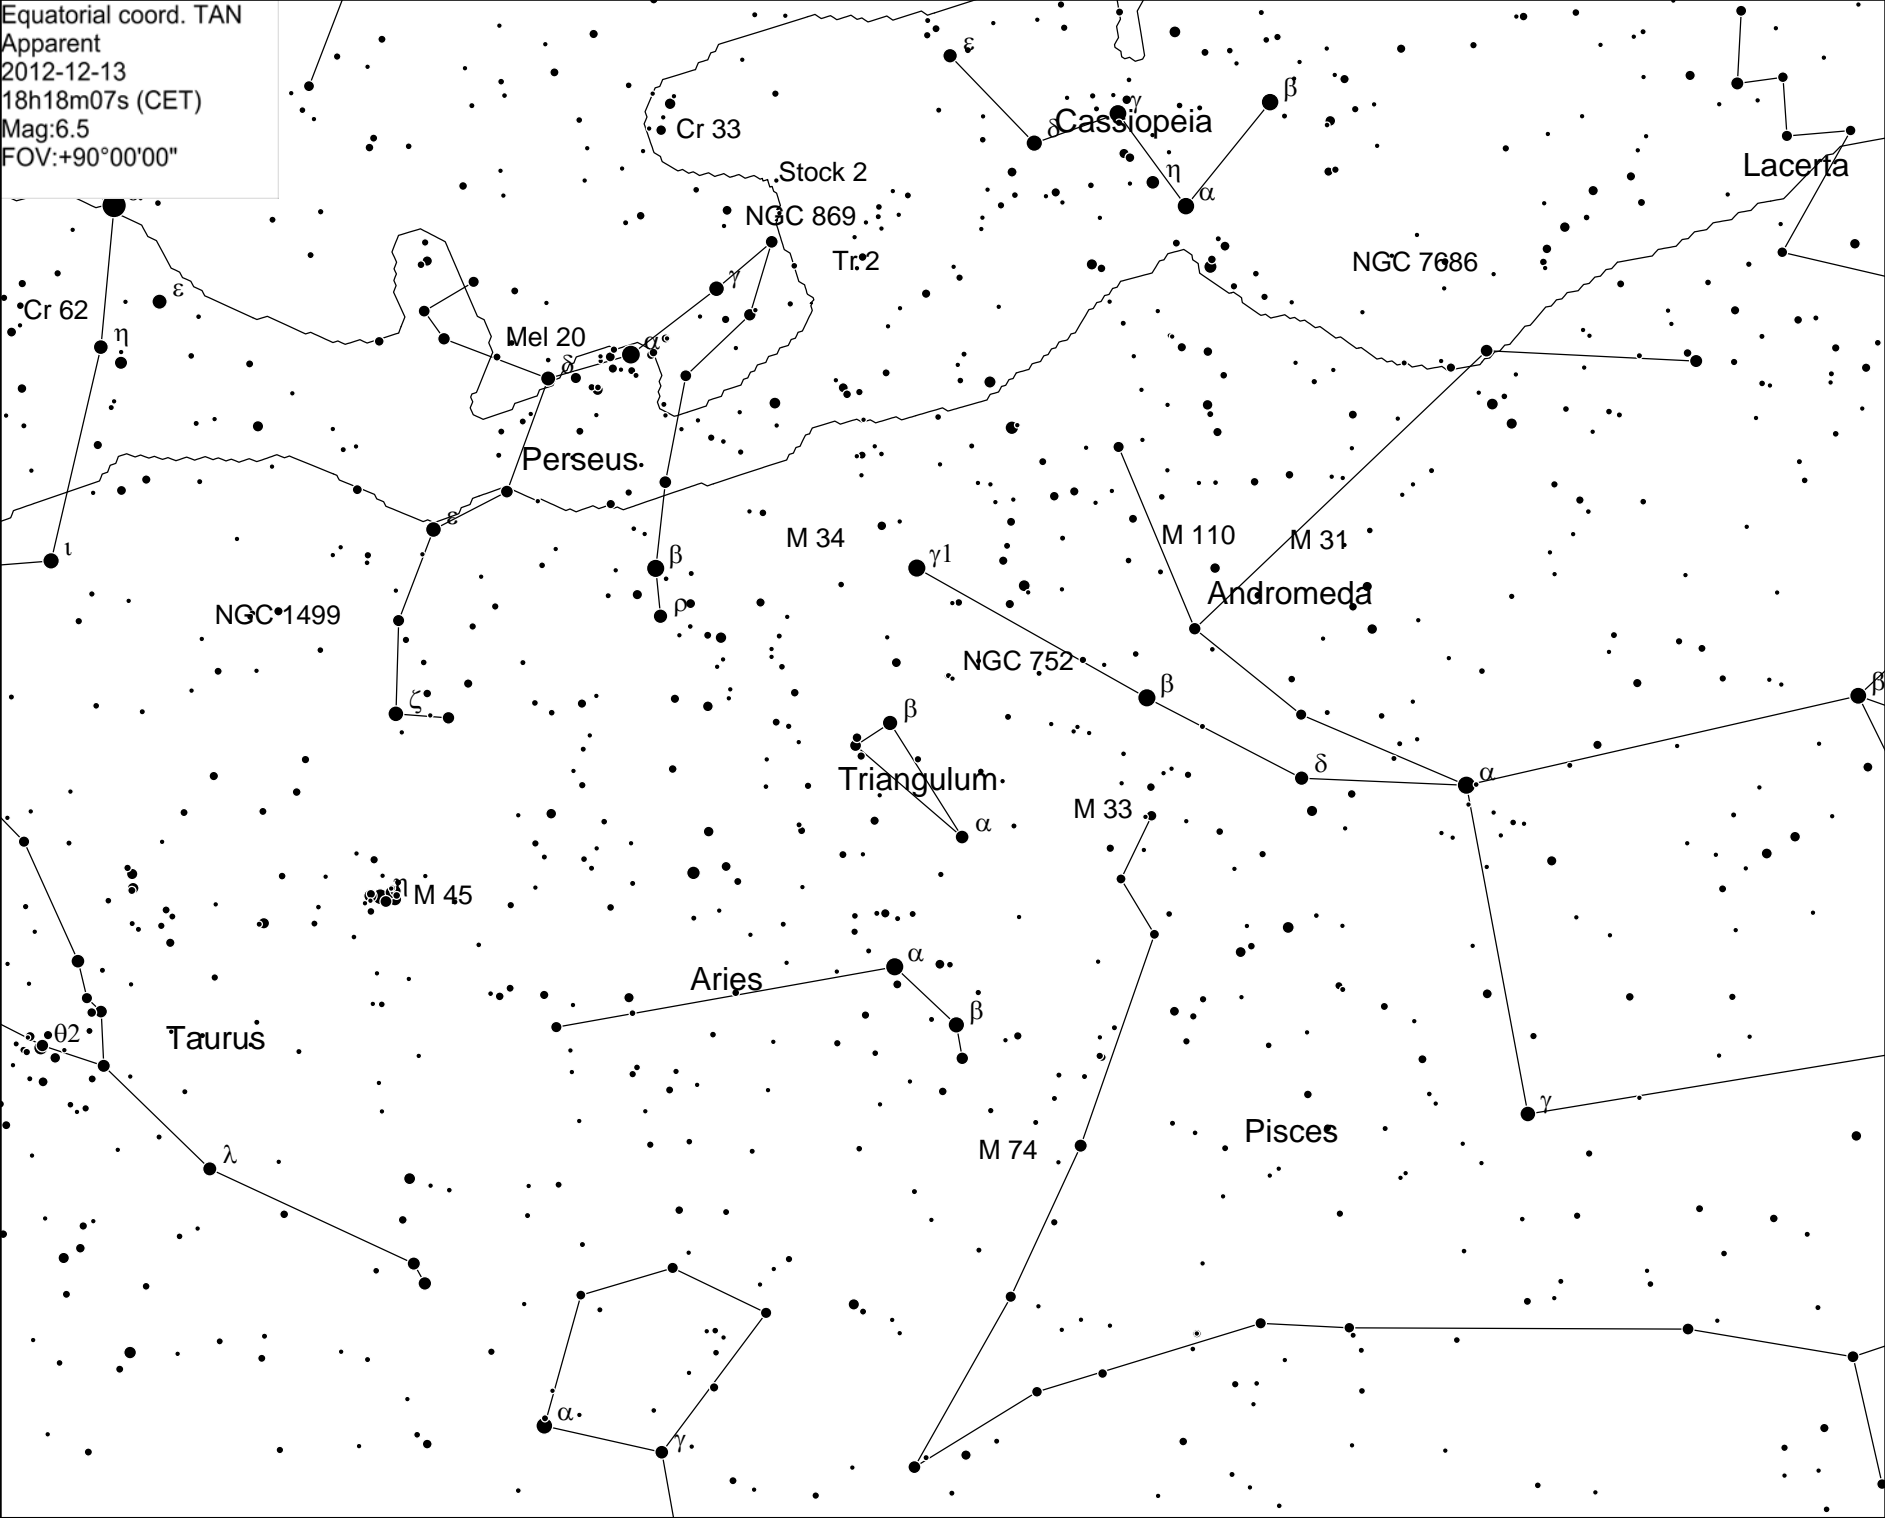 Equatorial coord. TAN
Apparent
2012-12-13
18h18m07s (CET)
Mag:6.5
FOV:+90°00'00"
ε
β
γ
Cassiopeia
δ
Cr 33
Lacerta
Stock 2
η
α
NGC 869
Tr 2
NGC 7686
γ
ε
Cr 62
η
Mel 20
α
δ
Perseus
ε
M 34
M 110
M 31
ι
β
γ1
Andromeda
ρ
NGC 1499
NGC 752
β
β
ζ
β
δ
α
Triangulum
M 33
α
η
M 45
α
Aries
β
θ2
Taurus
γ
Pisces
M 74
λ
α
γ